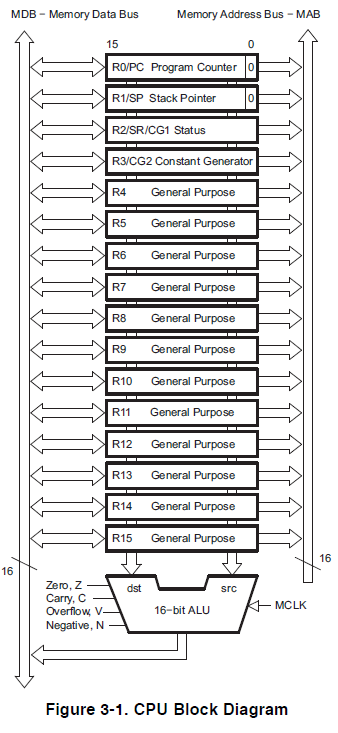 MDB − Memory Data Bus    Memory Address Bus − MAB
15    0
R0/PC Program Counter 0
R1/SP Stack Pointer 0
R2/SR/CG1 Status
R3/CG2 Constant Generator
R4 General Purpose
R5 General Purpose
R6 General Purpose
R7 General Purpose
R8 General Purpose
R9 General Purpose
R10 General Purpose
R11 General Purpose
R12 General Purpose
R13 General Purpose
R14 General Purpose
R15 General Purpose
16    16
Zero, Z
Carry, C
Overflow, V
Negative, N
dst    src
16−bit ALU
MCLK
Figure 3-1. CPU Block Diagram